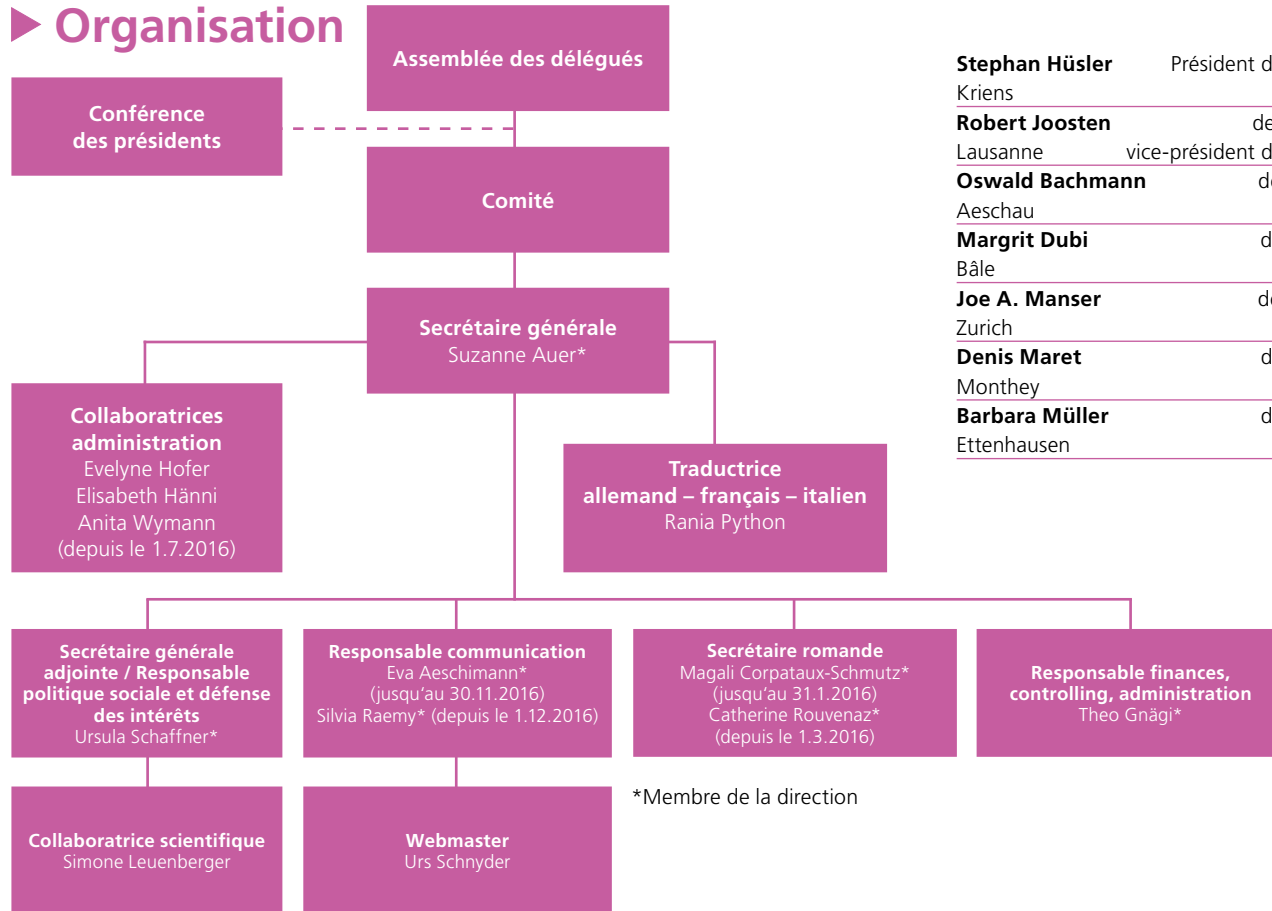 Organisation
Assemblée des délégués
Conférence
des présidents
Comité
Secrétaire générale
Suzanne Auer*
Collaboratrices
administration
Evelyne Hofer
Elisabeth Hänni
Anita Wymann
(depuis le 1.7.2016)
Traductrice
allemand – français – italien
Rania Python
Secrétaire générale
adjointe / Responsable
politique sociale et défense
des intérêts
Ursula Schaffner*
Responsable communication
Eva Aeschimann*
(jusqu‘au 30.11.2016)
Silvia Raemy* (depuis le 1.12.2016)
Secrétaire romande
Magali Corpataux-Schmutz*
(jusqu‘au 31.1.2016)
Catherine Rouvenaz*
(depuis le 1.3.2016)
Responsable finances,
controlling, administration
Theo Gnägi*
Collaboratrice scientifique
Simone Leuenberger
Webmaster
Urs Schnyder
*Membre de la direction
Stephan Hüsler Président
Kriens
Robert Joosten
Lausanne vice-président
Oswald Bachmann
Aeschau
Margrit Dubi
Bâle
Joe A. Manser
Zurich
Denis Maret
Monthey
Barbara Müller
Ettenhausen